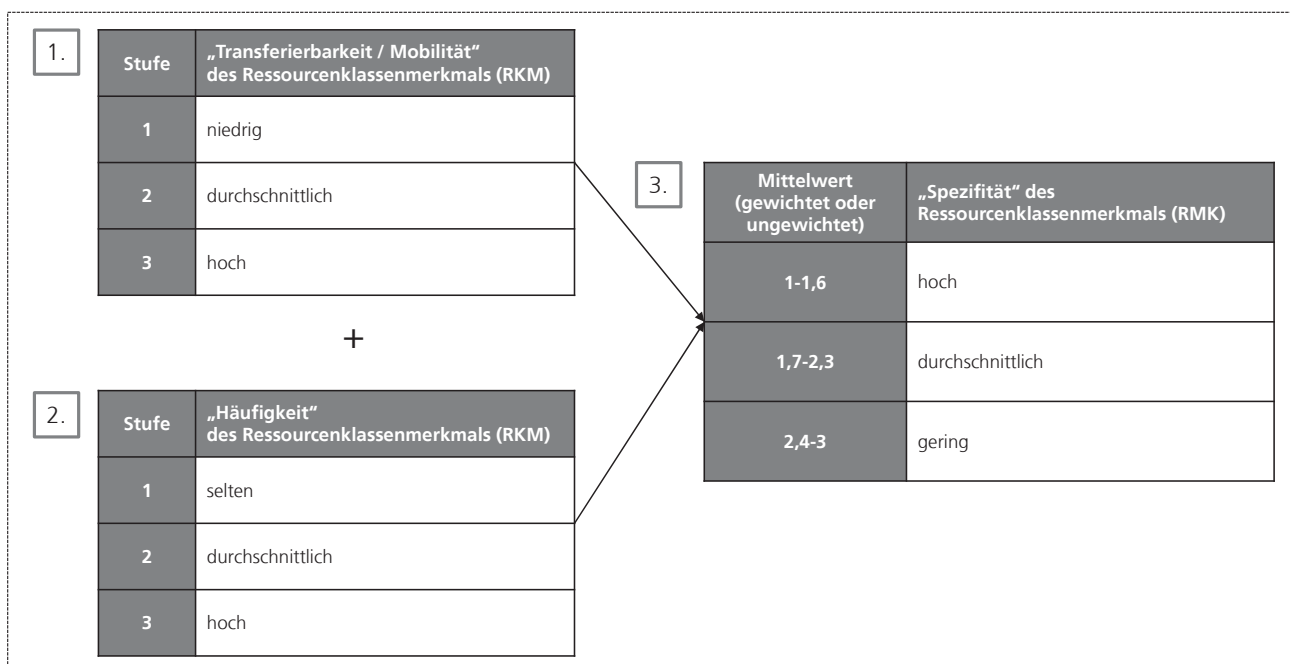 1.
Stufe
„Transferierbarkeit / Mobilität“
des Ressourcenklassenmerkmals (RKM)
1
niedrig
2
durchschnittlich
3
hoch
+
2.
Stufe
„Häufigkeit“
des Ressourcenklassenmerkmals (RKM)
1
selten
2
durchschnittlich
3
hoch
3.
Mittelwert
(gewichtet oder
ungewichtet)
„Spezifität“ des
Ressourcenklassenmerkmals (RMK)
1-1,6
hoch
1,7-2,3
durchschnittlich
2,4-3
gering